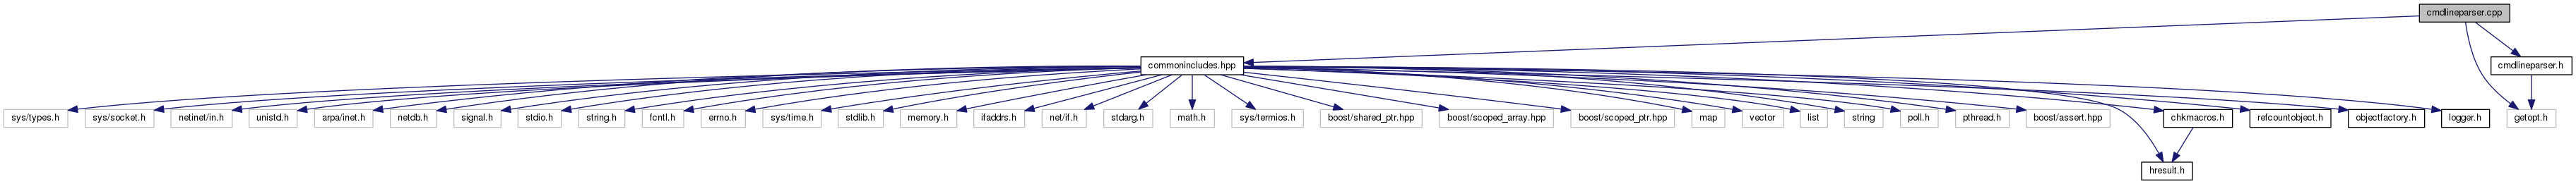 cmdlineparser.cpp
commonincludes.hpp
cmdlineparser.h
sys/types.h
sys/socket.h
netinet/in.h
unistd.h
arpa/inet.h
netdb.h
signal.h
stdio.h
string.h
fcntl.h
errno.h
sys/time.h
stdlib.h
memory.h
ifaddrs.h
net/if.h
stdarg.h
math.h
sys/termios.h
boost/shared_ptr.hpp
boost/scoped_array.hpp
boost/scoped_ptr.hpp
map
vector
list
string
poll.h
pthread.h
boost/assert.hpp
chkmacros.h
refcountobject.h
objectfactory.h
logger.h
getopt.h
hresult.h